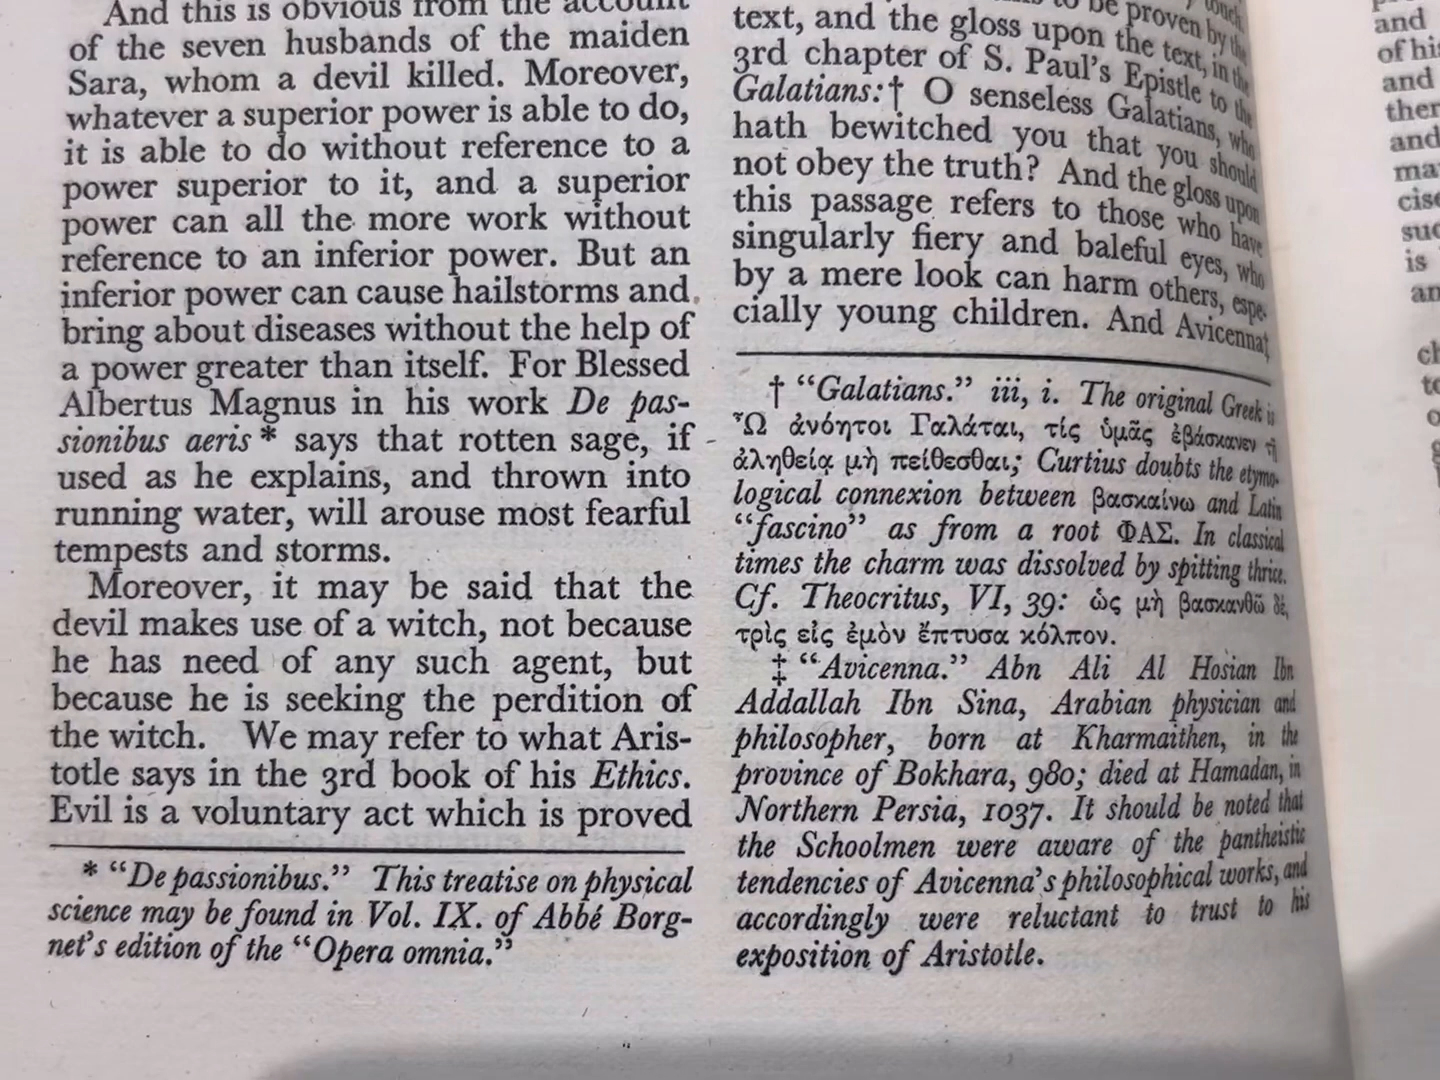 And this is obvious from the account
of the seven husbands of the maiden
Sara, whom a devil killed. Moreover,
whatever a superior power is able to do,
it is able to do without reference to a
power superior to it, and a superior
power can all the more work without
reference to an inferior power. But an
inferior power can cause hailstorms and
bring about diseases without the help of
a power greater than itself. For Blessed
Albertus Magnus in his work De pas-
sionibus aeris* says that rotten sage, if
used as he explains, and thrown into
running water, will arouse most fearful
tempests and storms.
Moreover, it may be said that the
devil makes use of a witch, not because
he has need of any such agent, but
because he is seeking the perdition of
the witch. We may refer to what Aris-
totle says in the 3rd book of his Ethics.
Evil is a voluntary act which is proved
* “De passionibus.” This treatise on physical
science may be found in Vol. IX. of Abbé Borg-
net’s edition of the “Opera omnia.”
touch
to be proven by the
text, and the gloss upon the text, in the
3rd chapter of S. Paul’s Epistle to the
Galatians:† O senseless Galatians, who
hath bewitched you that you should
not obey the truth? And the gloss upon
this passage refers to those who have
singularly fiery and baleful eyes, who
by a mere look can harm others, espe-
cially young children. And Avicenna‡
† “Galatians.” iii, i. The original Greek is
Ὦ ἀνόητοι Γαλάται, τίς ὑμᾶς ἐβάσκανεν τῇ
ἀληθείᾳ μὴ πείθεσθαι; Curtius doubts the etymo-
logical connexion between βασκαίνω and Latin
“fascino” as from a root ΦΑΣ. In classical
times the charm was dissolved by spitting thrice.
Cf. Theocritus, VI, 39: ὡς μὴ βασκανθῶ δέ,
τρὶς εἰς ἐμὸν ἔπτυσα κόλπον.
‡ “Avicenna.” Abn Ali Al Hosian Ibn
Addallah Ibn Sina, Arabian physician and
philosopher, born at Kharmaithen, in the
province of Bokhara, 980; died at Hamadan, in
Northern Persia, 1037. It should be noted that
the Schoolmen were aware of the pantheistic
tendencies of Avicenna’s philosophical works, and
accordingly were reluctant to trust to his
exposition of Aristotle.
and
of his
and
and
is